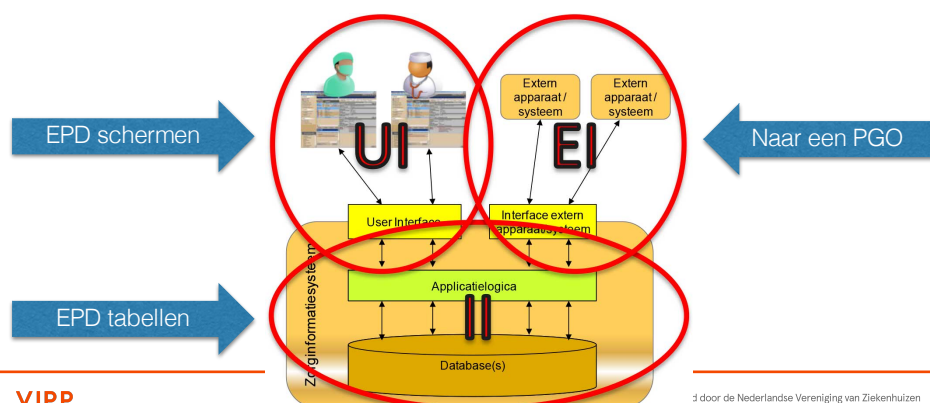 EPD schermen
UI
Extern
apparaat/
systeem
Extern
apparaat/
systeem
EI
Naar een PGO
User Interface
Interface extern
apparaat/systeem
Zorginformatiesysteem
Applicatielogica
II
EPD tabellen
Database(s)
VIPP
door de Nederlandse Vereniging van Ziekenhuizen